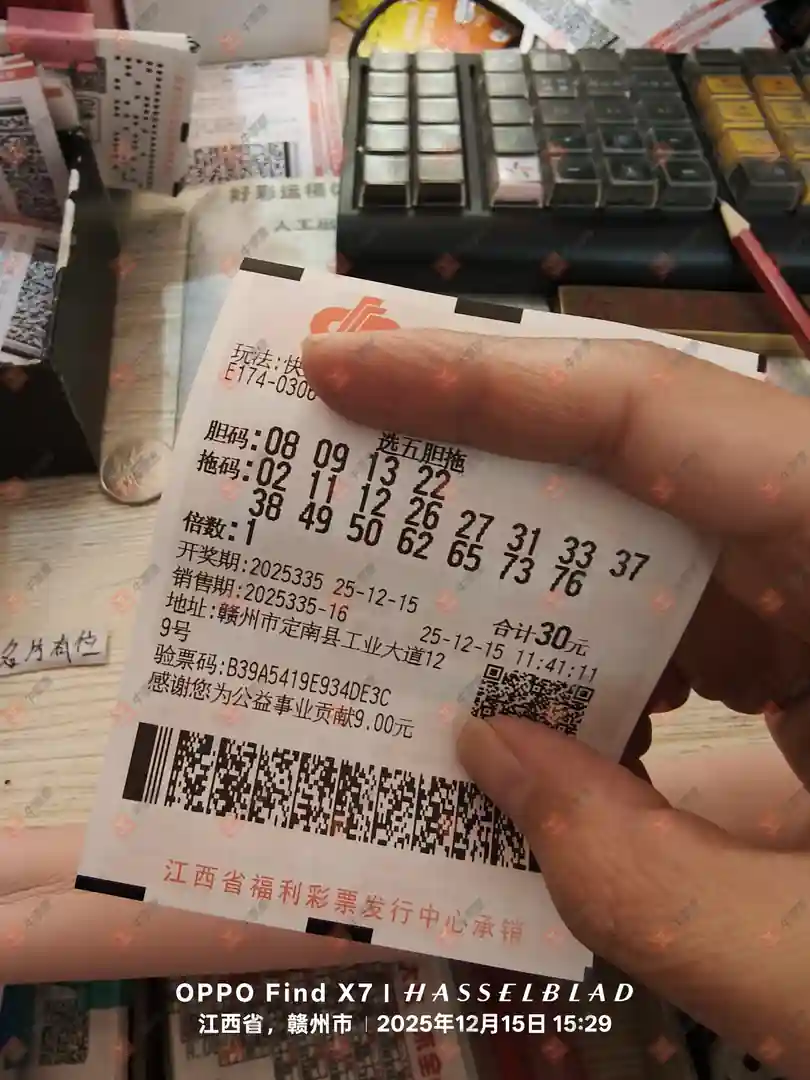 好彩运相
人工
玩法:快
E174-0306
选五胆拖
胆码:08 09 13 22
拖码:02 11 12 26 27 31 33 37
38 49 50 62 65 73 76
倍数:1
合计30元
开奖期:2025335 25-12-15
销售期:2025335-16 25-12-15 11:41:11
地址:赣州市定南县工业大道12
9号
验票码:B39A5419E934DE3C
感谢您为公益事业贡献9.00元
江西省福利彩票发行中心承销
OPPO Find X7 | HASSELBLAD
江西省，赣州市 | 2025年12月15日 15:29